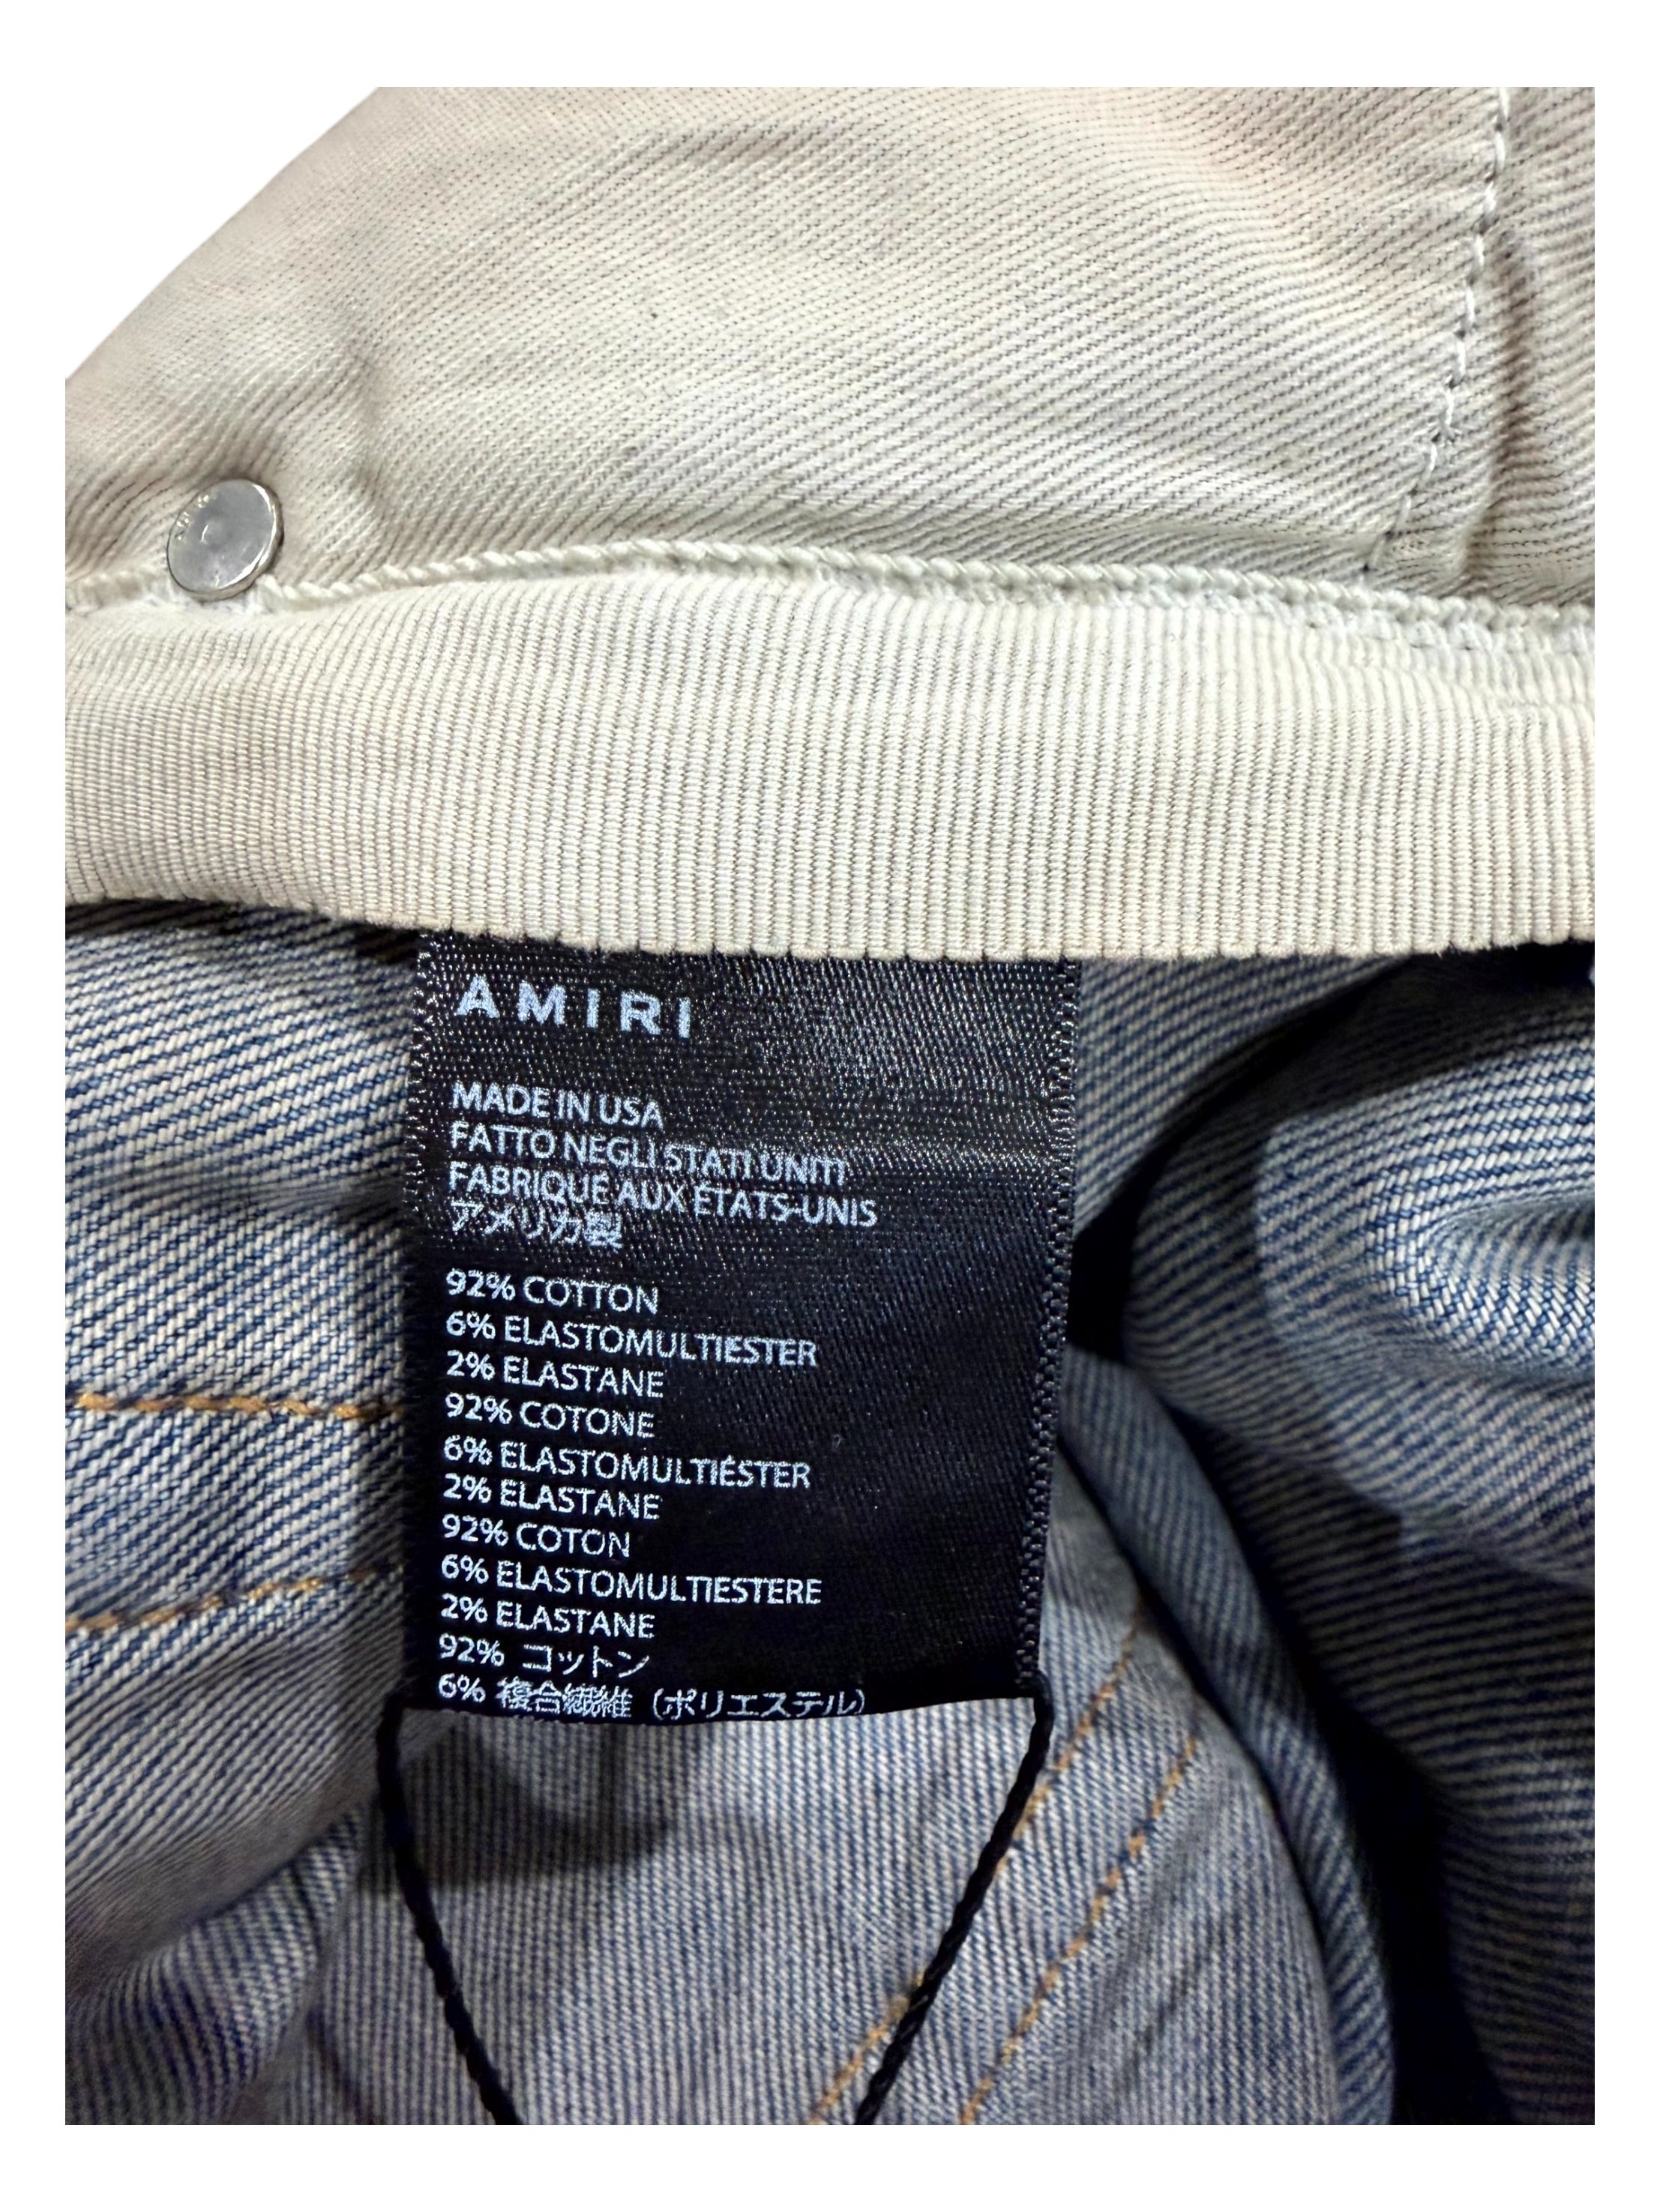 AMIRI
MADE IN USA
FATTO NEGLI STATI UNITI
FABRIQUE AUX ÉTATS-UNIS
アメリカ製
92% COTTON
6% ELASTOMULTIESTER
2% ELASTANE
92% COTONE
6% ELASTOMULTIÉSTER
2% ELASTANE
92% COTON
6% ELASTOMULTIESTERE
2% ELASTANE
92% コットン
6% 複合繊維（ポリエステル）